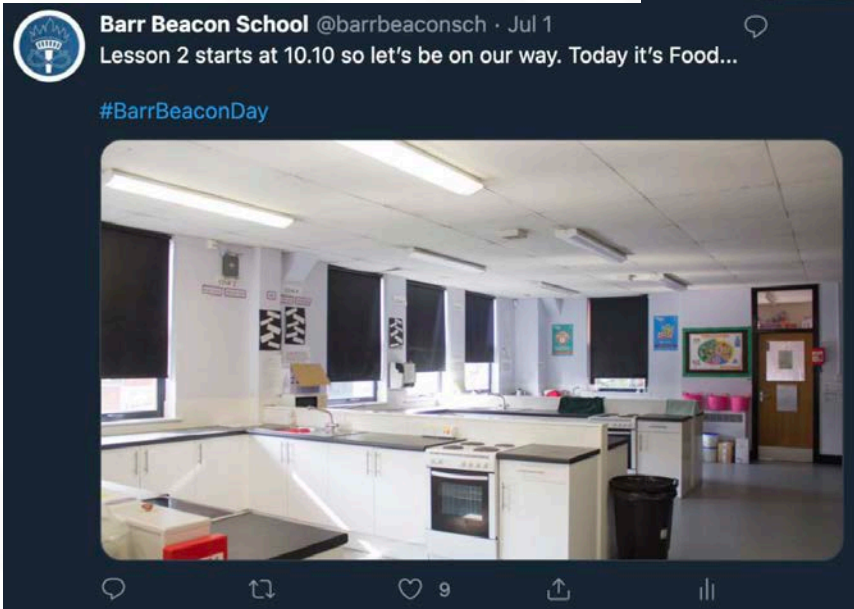 Barr Beacon School @barrbeaconsch · Jul 1
Lesson 2 starts at 10.10 so let's be on our way. Today it's Food...
#BarrBeaconDay
9